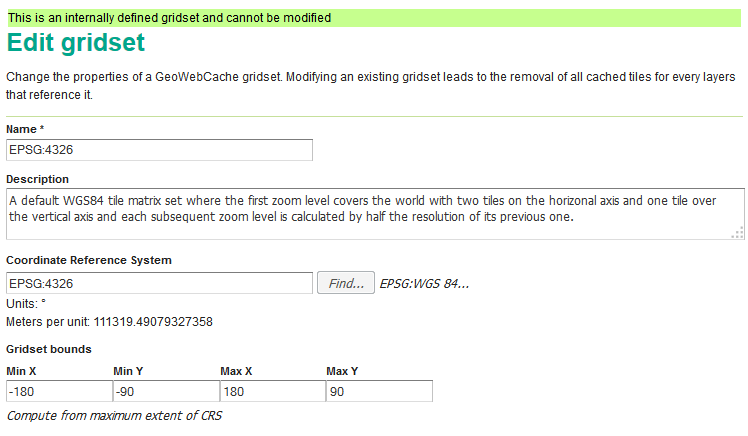 This is an internally defined gridset and cannot be modified
Edit gridset
Change the properties of a GeoWebCache gridset. Modifying an existing gridset leads to the removal of all cached tiles for every layers
that reference it.
Name *
EPSG:4326
Description
A default WGS84 tile matrix set where the first zoom level covers the world with two tiles on the horizonal axis and one tile over
the vertical axis and each subsequent zoom level is calculated by half the resolution of its previous one.
Coordinate Reference System
EPSG:4326 Find... EPSG:WGS 84...
Units: °
Meters per unit: 111319.49079327358
Gridset bounds
Min X Min Y Max X Max Y
-180 -90 180 90
Compute from maximum extent of CRS